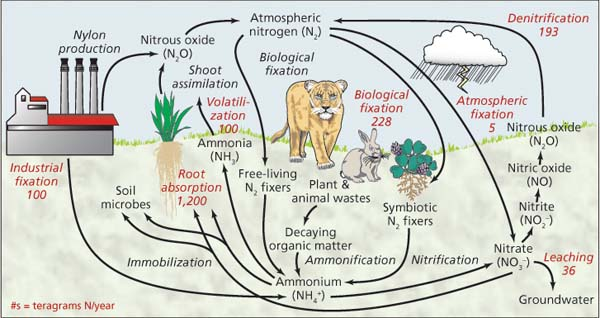 Nylon
production
Nitrous oxide
(N₂O)
Atmospheric
nitrogen (N₂)
Denitrification
193
Shoot
assimilation
Biological
fixation
Volatili-
zation
100
Biological
fixation
228
Atmospheric
fixation
5
Nitrous oxide
(N₂O)
Ammonia
(NH₃)
Industrial
fixation
100
Root
absorption
1,200
Free-living
N₂ fixers
Plant &
animal wastes
Nitric oxide
(NO)
Soil
microbes
Symbiotic
N₂ fixers
Nitrite
(NO₂⁻)
Decaying
organic matter
Nitrate
(NO₃⁻)
Leaching
36
Immobilization
Ammonification
Nitrification
Ammonium
(NH₄⁺)
Groundwater
#s = teragrams N/year